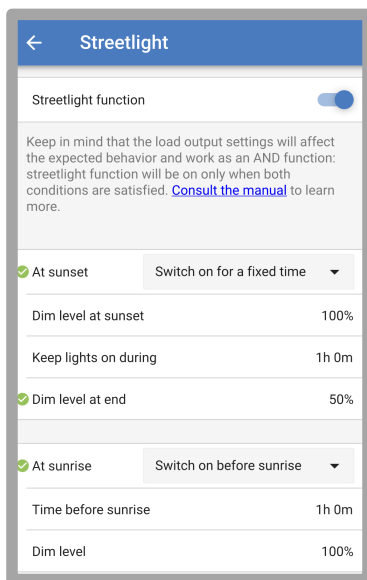 Streetlight
Streetlight function
Keep in mind that the load output settings will affect
the expected behavior and work as an AND function:
streetlight function will be on only when both
conditions are satisfied. Consult the manual to learn
more.
At sunset Switch on for a fixed time
Dim level at sunset 100%
Keep lights on during 1h 0m
Dim level at end 50%
At sunrise Switch on before sunrise
Time before sunrise 1h 0m
Dim level 100%